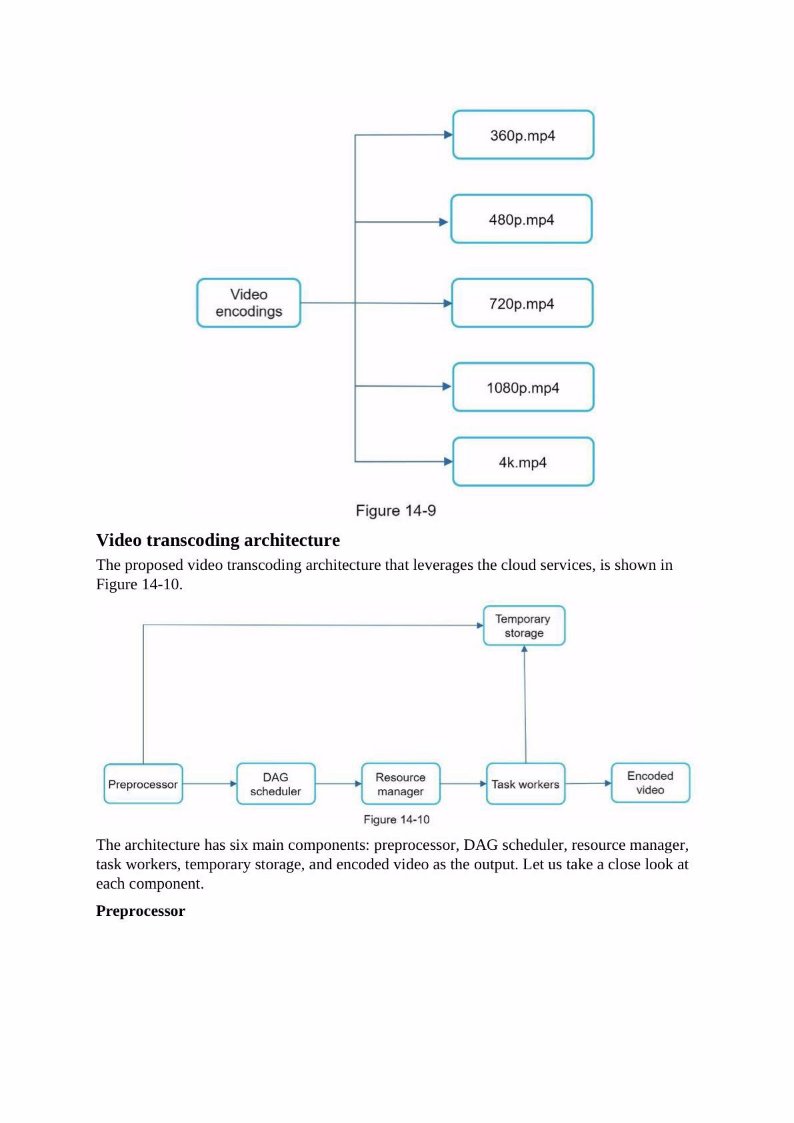 360p.mp4
480p.mp4
Video
encodings
720p.mp4
1080p.mp4
4k.mp4
Figure 14-9
Video transcoding architecture
The proposed video transcoding architecture that leverages the cloud services, is shown in
Figure 14-10.
Temporary
storage
Preprocessor
DAG
scheduler
Resource
manager
Task workers
Encoded
video
Figure 14-10
The architecture has six main components: preprocessor, DAG scheduler, resource manager,
task workers, temporary storage, and encoded video as the output. Let us take a close look at
each component.
Preprocessor